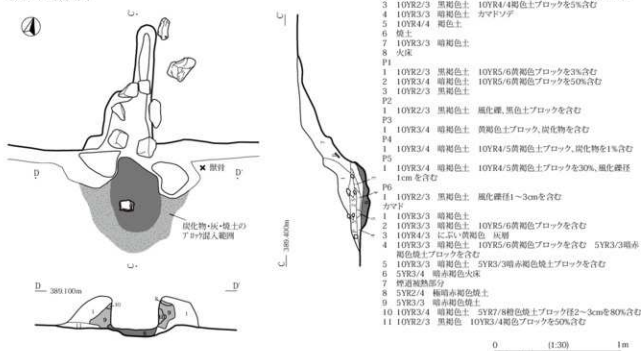 3 10YR2/3 黒褐色土 10YR4/4褐色土ブロックを5%含む
4 10YR3/3 暗褐色土 カマドソデ
5 10YR4/4 褐色土
6 焼土
7 10YR3/3 暗褐色土
8 火床
P1
1 10YR2/3 黒褐色土 10YR5/6黄褐色ブロックを3%含む
2 10YR3/4 暗褐色土 10YR5/6黄褐色ブロックを50%含む
3 10YR2/3 黒褐色土
P2
1 10YR2/3 黒褐色土 風化礫、黒色土ブロックを含む
P3
1 10YR3/4 暗褐色土 黄褐色土ブロック、炭化物を含む
P4
1 10YR3/4 暗褐色土 10YR4/5黄褐色土ブロック、炭化物を1%含む
P5
1 10YR3/4 暗褐色土 10YR4/5黄褐色土ブロックを30%、風化礫径
1cmを含む
P6
1 10YR2/3 黒褐色土 風化礫径1～3cmを含む
カマド
1 10YR3/3 暗褐色土
2 10YR3/3 暗褐色土 10YR5/6黄褐色ブロックを含む
3 10YR4/3 にぶい黄褐色 灰層
4 10YR3/3 暗褐色土 10YR5/6黄褐色ブロックを含む 5YR3/3暗赤
褐色焼土ブロックを含む
5 10YR3/3 暗褐色土 5YR3/3暗赤褐色焼土ブロックを含む
6 5YR3/4 暗赤褐色火床
7 煙道被熱部分
8 5YR2/4 極暗赤褐色焼土
9 5YR3/3 暗赤褐色焼土
10 10YR3/4 暗褐色土 5YR7/8橙色焼土ブロック径2～3cmを80%含む
11 10YR2/3 黒褐色 10YR3/4褐色ブロックを50%含む
C
D
D'
獣骨
炭化物・灰・焼土の
ブロック混入範囲
C'
C
389.400m
D
389.100m
D'
0 (1:30) 1m